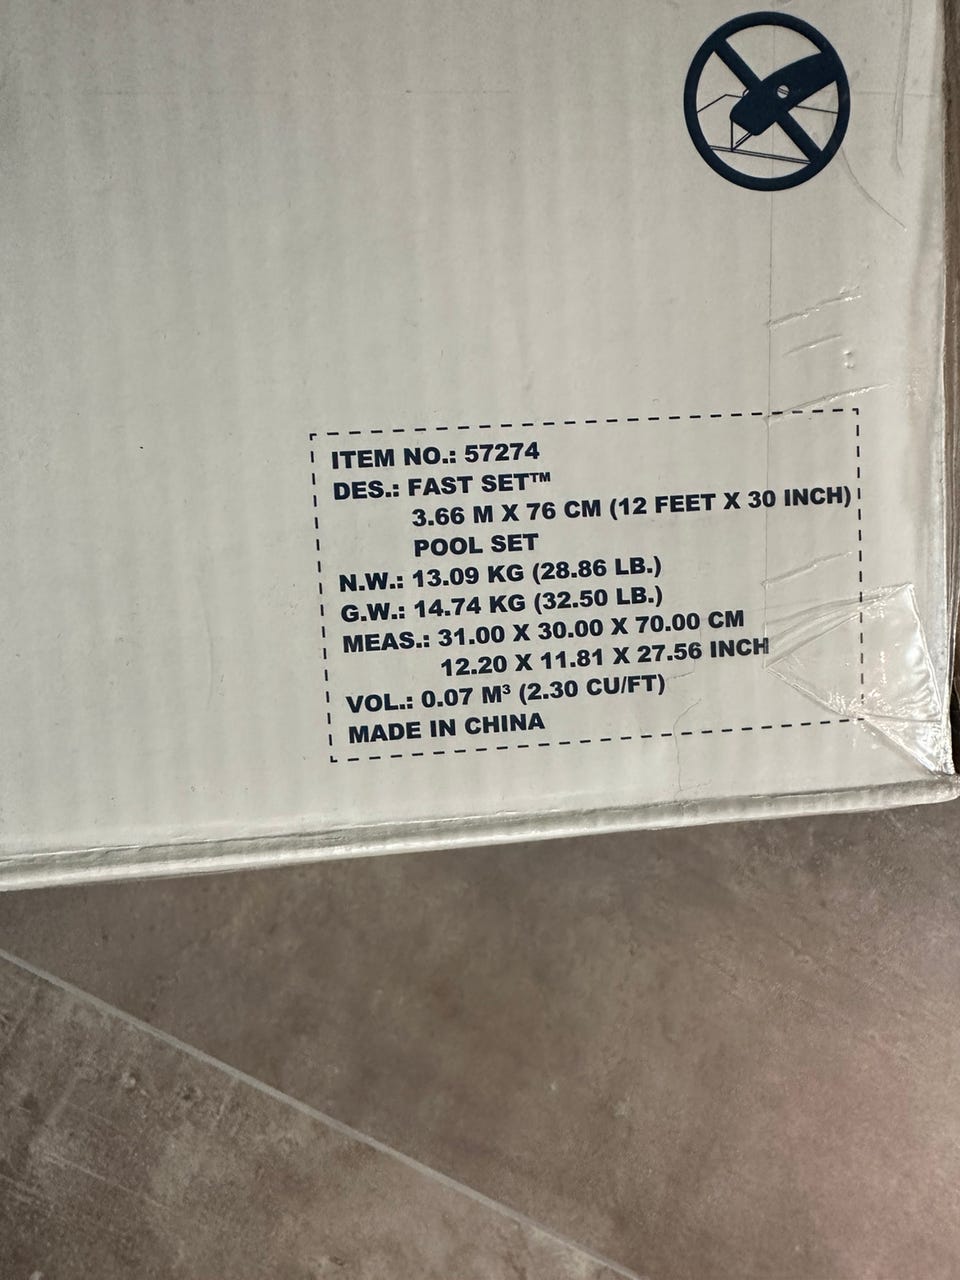 ITEM NO.: 57274
DES.: FAST SET™
3.66 M X 76 CM (12 FEET X 30 INCH)
POOL SET
N.W.: 13.09 KG (28.86 LB.)
G.W.: 14.74 KG (32.50 LB.)
MEAS.: 31.00 X 30.00 X 70.00 CM
12.20 X 11.81 X 27.56 INCH
VOL.: 0.07 M³ (2.30 CU/FT)
MADE IN CHINA